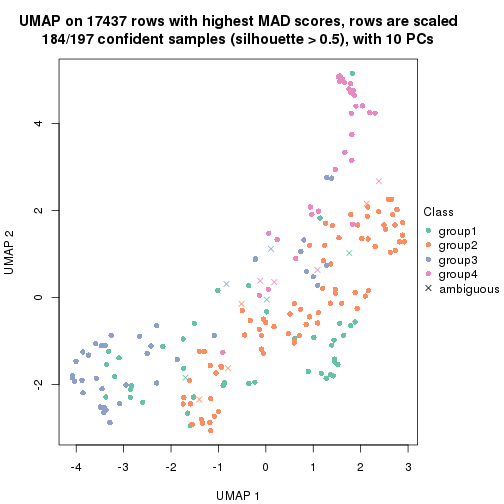 UMAP on 17437 rows with highest MAD scores, rows are scaled
184/197 confident samples (silhouette > 0.5), with 10 PCs
4
2
0
-2
UMAP 2
-4
-3
-2
-1
0
1
2
3
UMAP 1
Class
group1
group2
group3
group4
ambiguous